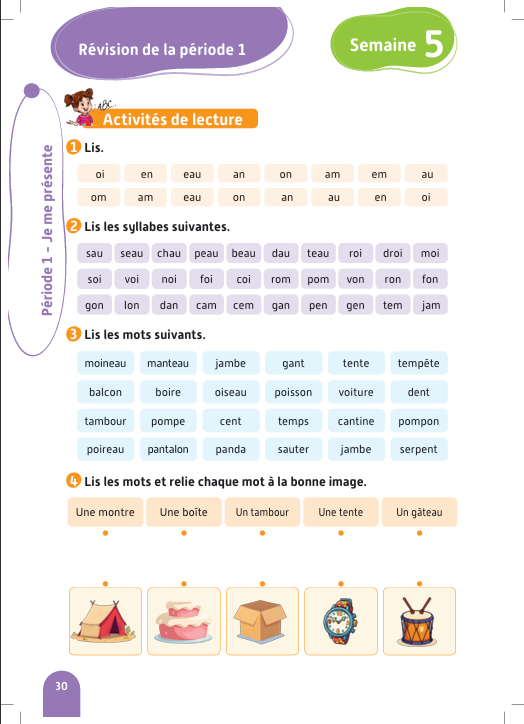 Révision de la période 1
Semaine 5
ABC
Activités de lecture
Période 1 - Je me présente
1 Lis.
oi en eau an on am em au
om am eau on an au en oi
2 Lis les syllabes suivantes.
sau seau chau peau beau dau teau roi droi moi
soi voi noi foi coi rom pom von ron fon
gon lon dan cam cem gan pen gen tem jam
3 Lis les mots suivants.
moineau manteau jambe gant tente tempête
balcon boire oiseau poisson voiture dent
tambour pompe cent temps cantine pompon
poireau pantalon panda sauter jambe serpent
4 Lis les mots et relie chaque mot à la bonne image.
Une montre Une boîte Un tambour Une tente Un gâteau
30